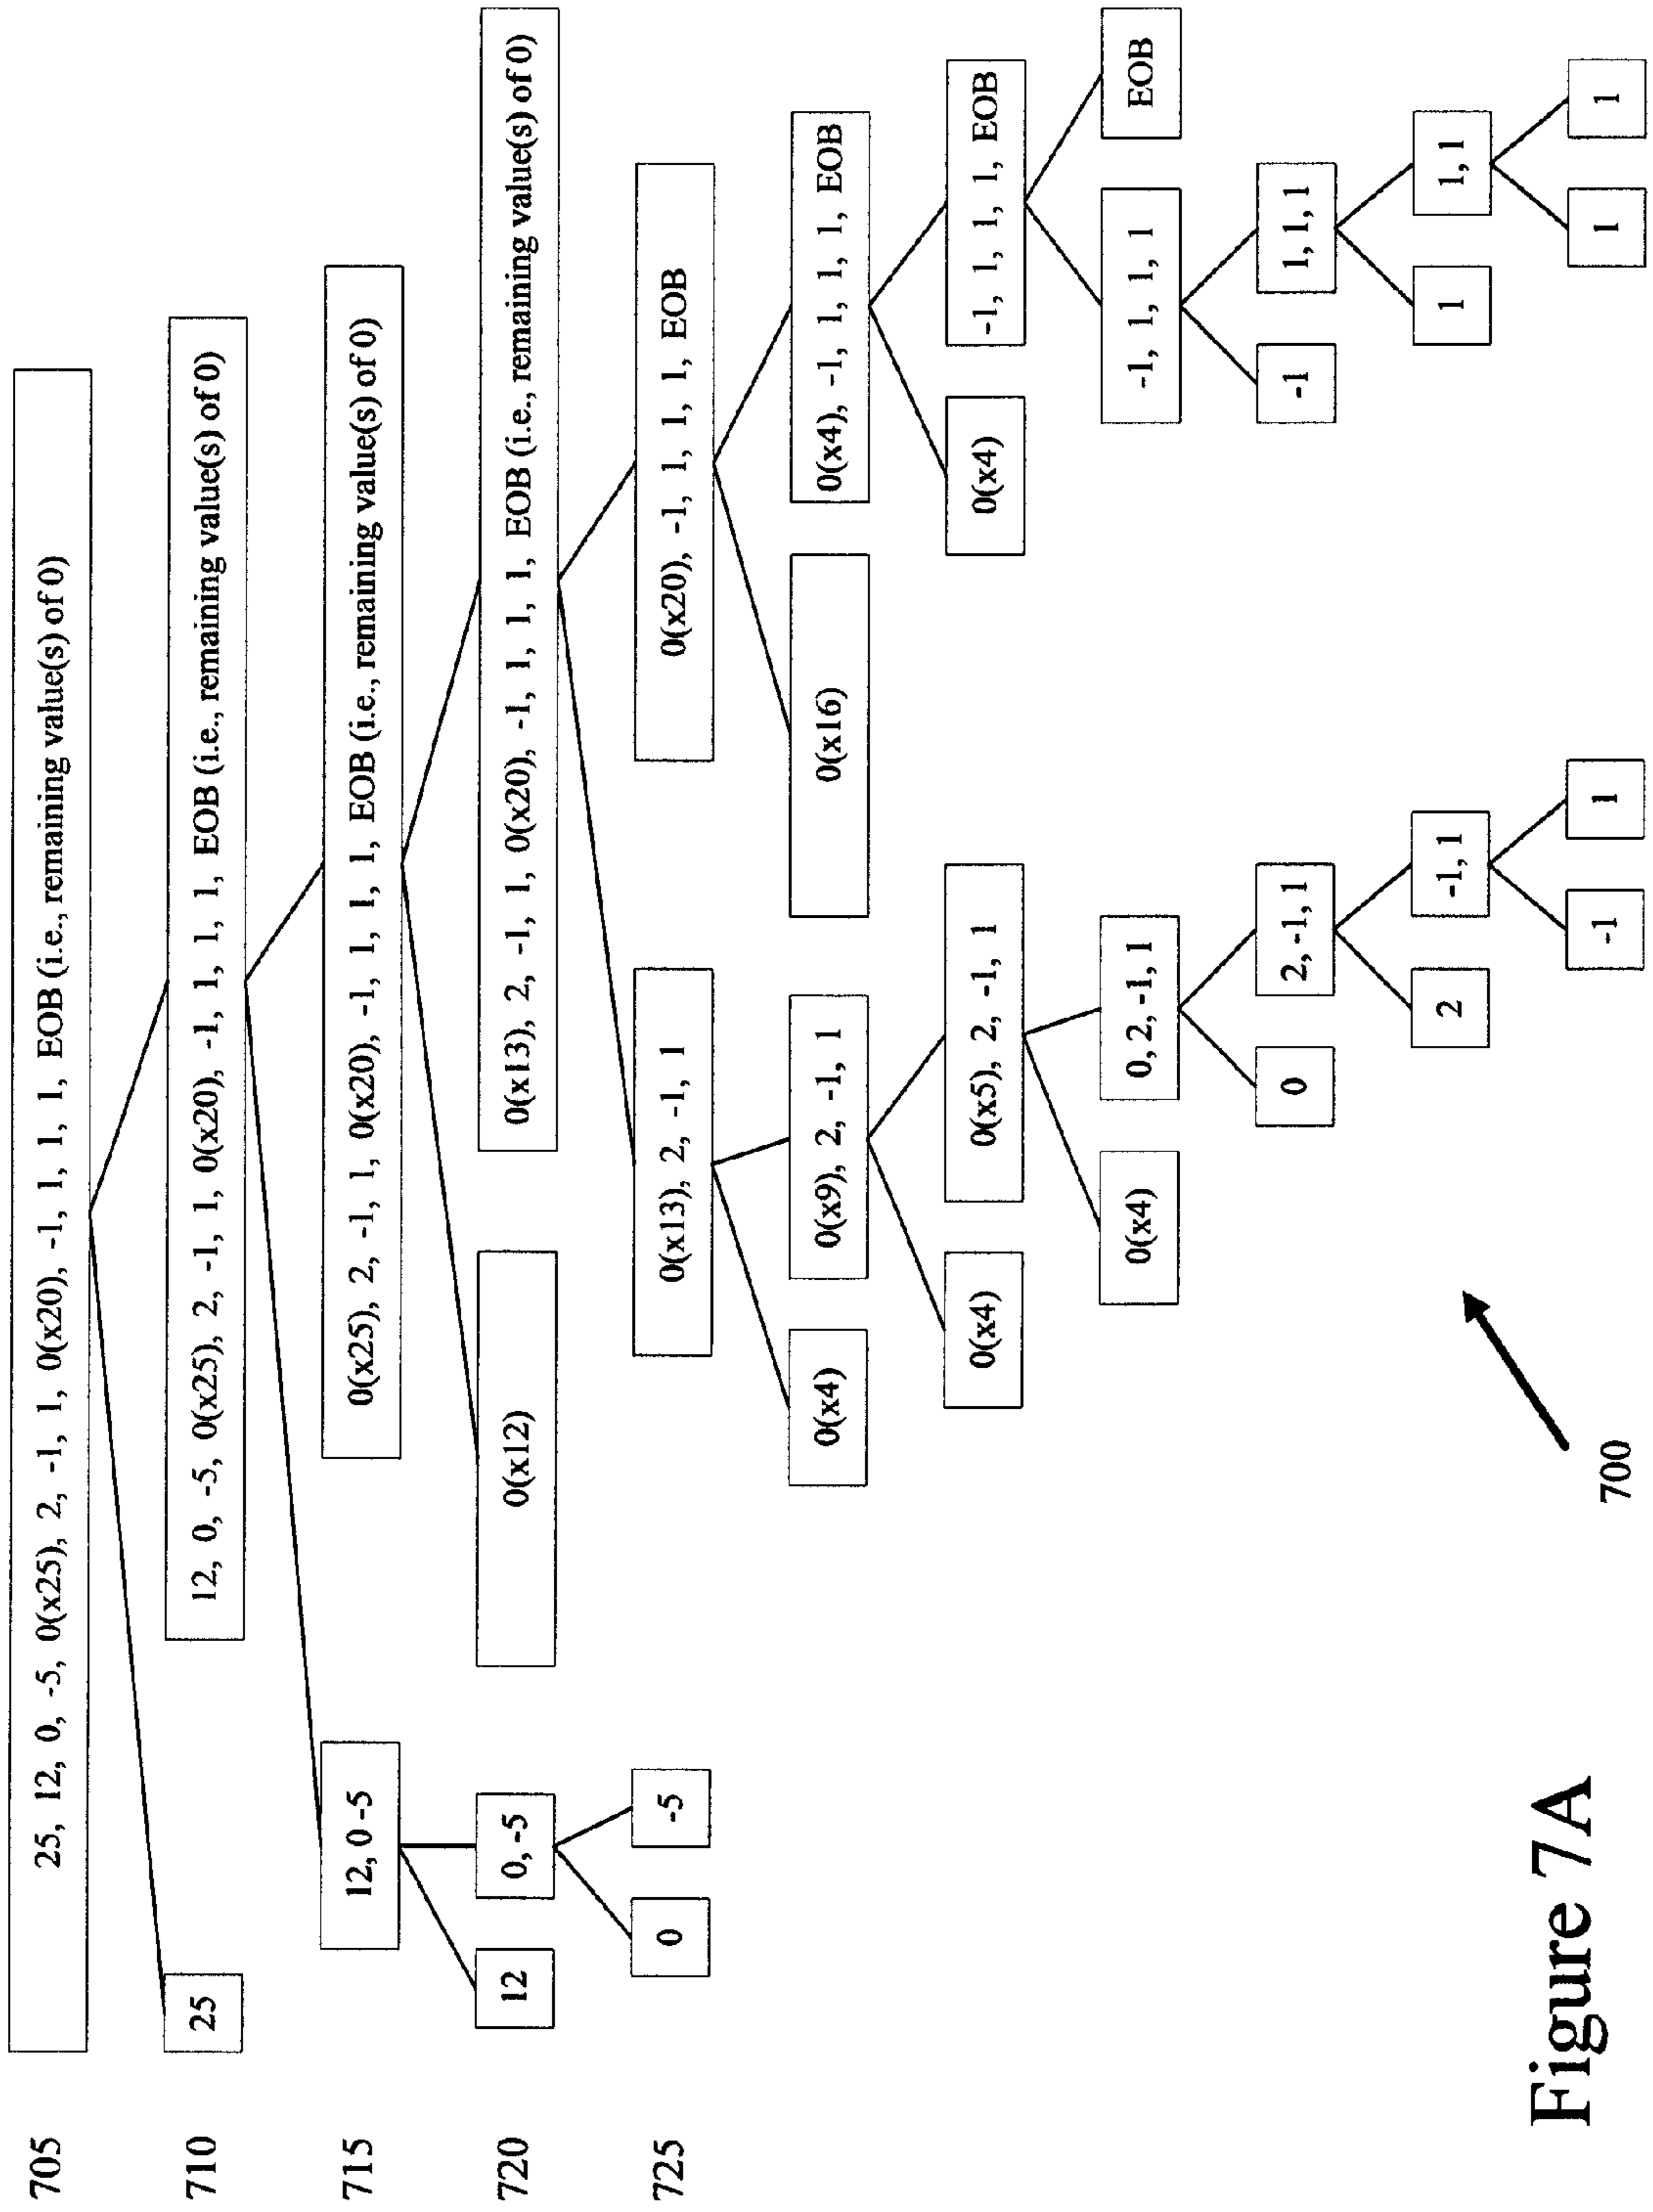 705
25, 12, 0, -5, 0(x25), 2, -1, 1, 0(x20), -1, 1, 1, 1, EOB (i.e., remaining value(s) of 0)
710
25
12, 0, -5, 0(x25), 2, -1, 1, 0(x20), -1, 1, 1, 1, EOB (i.e., remaining value(s) of 0)
715
12, 0 -5
0(x25), 2, -1, 1, 0(x20), -1, 1, 1, 1, EOB (i.e., remaining value(s) of 0)
720
12
0, -5
0(x12)
0(x13), 2, -1, 1, 0(x20), -1, 1, 1, 1, EOB (i.e., remaining value(s) of 0)
725
0
-5
0(x13), 2, -1, 1
0(x20), -1, 1, 1, 1, EOB
0(x4)
0(x9), 2, -1, 1
0(x16)
0(x4), -1, 1, 1, 1, EOB
0(x4)
0(x5), 2, -1, 1
0(x4)
-1, 1, 1, 1, EOB
0(x4)
0, 2, -1, 1
-1, 1, 1, 1
EOB
0
2, -1, 1
-1
1, 1, 1
2
-1, 1
1
1, 1
-1
1
1
1
700
Figure 7A